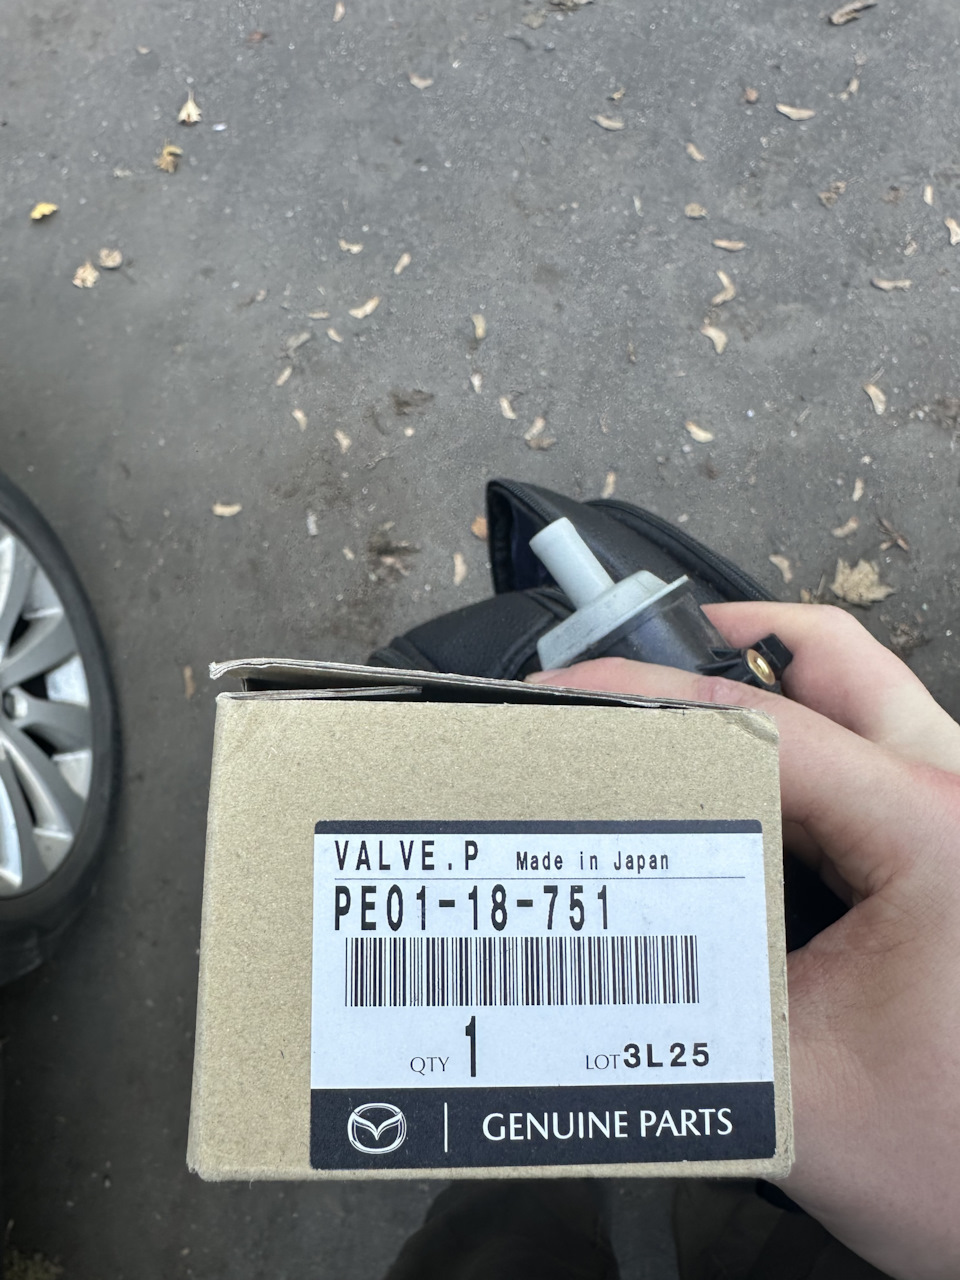 VALVE.P Made in Japan
PE01-18-751
QTY 1 LOT 3L25
GENUINE PARTS